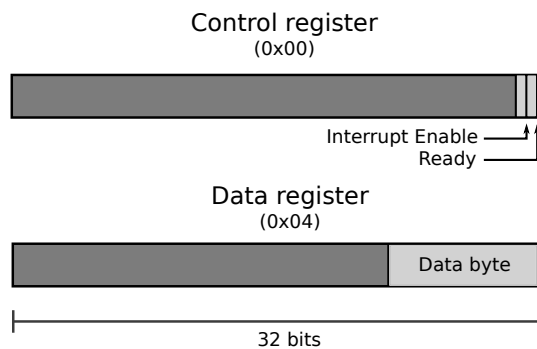 Control register
(0x00)
Interrupt Enable
Ready
Data register
(0x04)
Data byte
32 bits